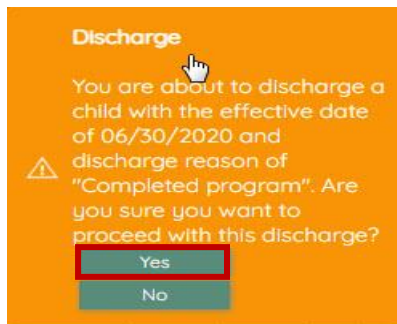 Discharge
You are about to discharge a
child with the effective date
of 06/30/2020 and
discharge reason of
"Completed program". Are
you sure you want to
proceed with this discharge?
Yes
No